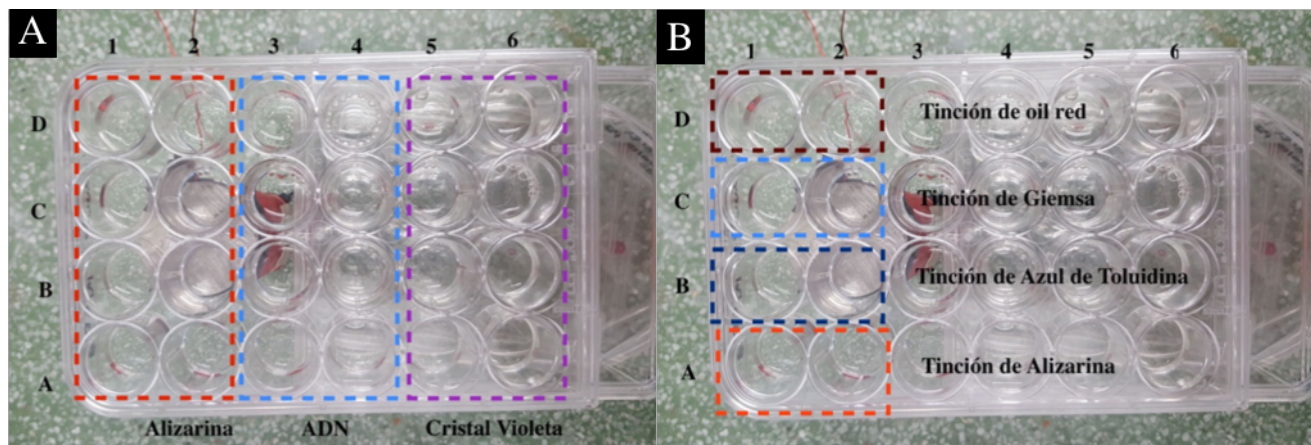 A
1 2 3 4 5 6
D
C
B
A
Alizarina ADN Cristal Violeta
B
1 2 3 4 5 6
D Tinción de oil red
C Tinción de Giemsa
B Tinción de Azul de Toluidina
A Tinción de Alizarina